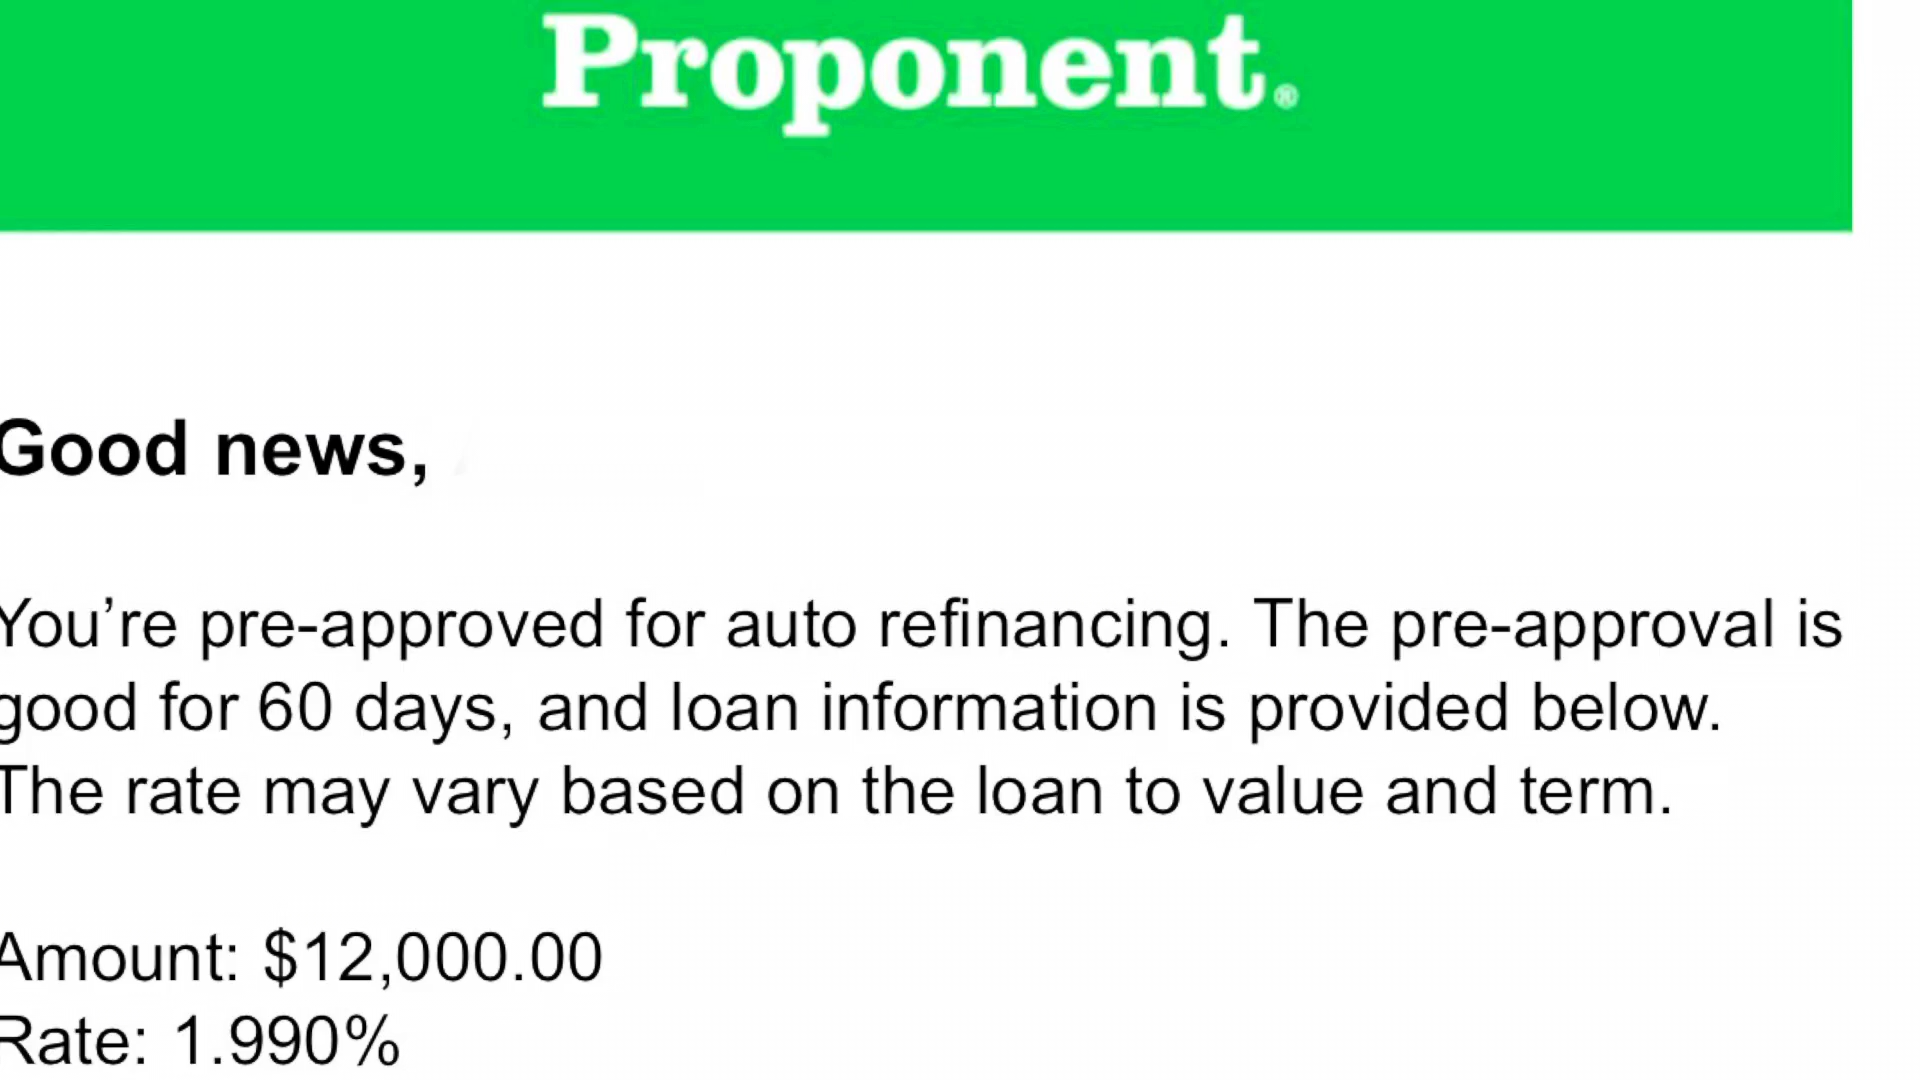 Proponent®
Good news,
You’re pre-approved for auto refinancing. The pre-approval is
good for 60 days, and loan information is provided below.
The rate may vary based on the loan to value and term.
Amount: $12,000.00
Rate: 1.990%